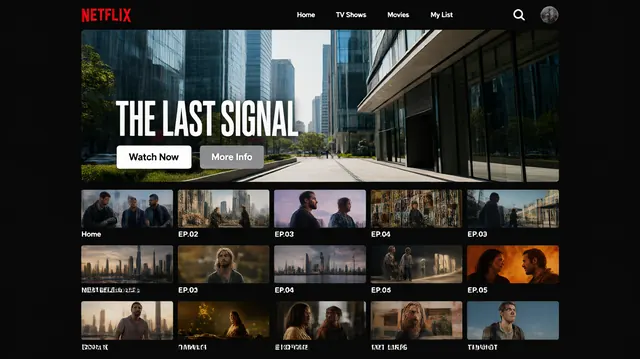 NETFLIX
Home TV Shows Movies My List
THE LAST SIGNAL
Watch Now More Info
Home EP.02 EP.03 EP.04 EP.03
EP.03 EP.04 EP.05 EP.05